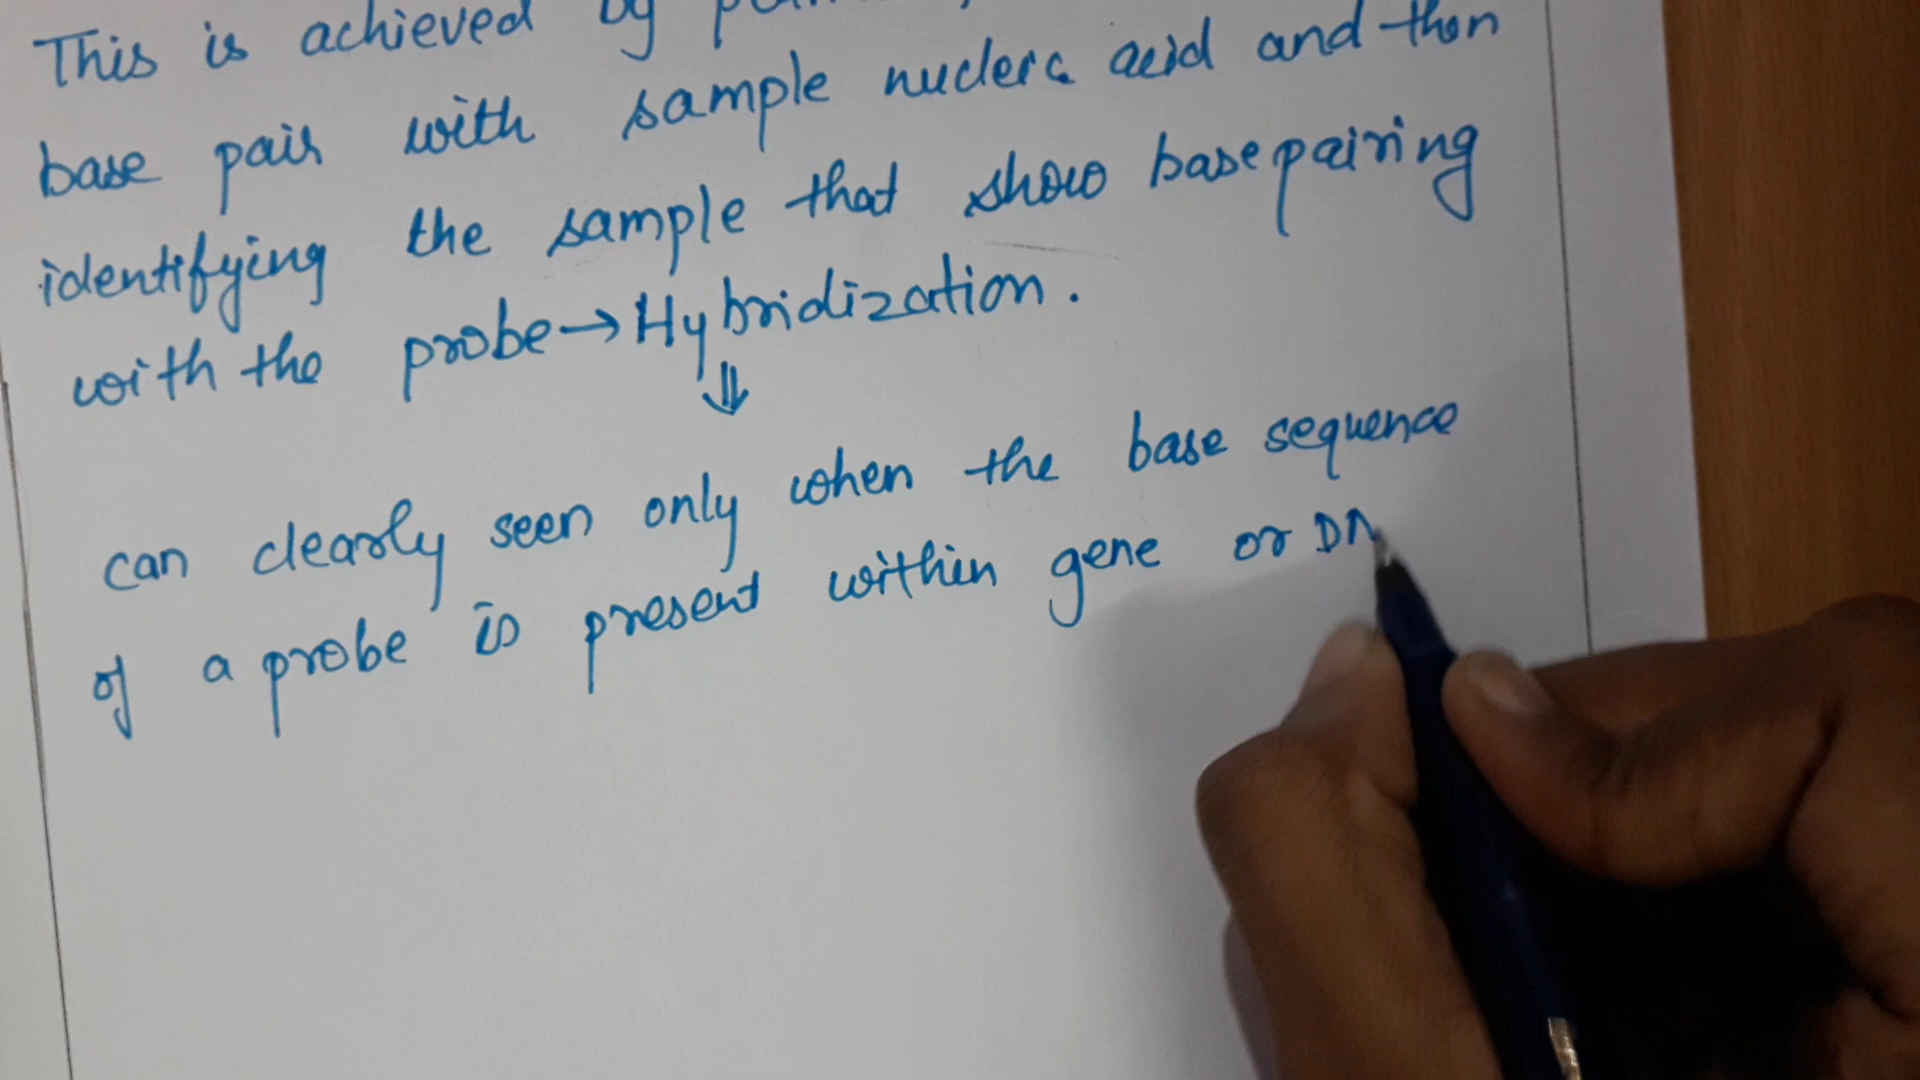 This is achieved by
base pair with sample nucleic acid and then
identifying the sample that show base pairing
with the probe → Hybridization.
⇓
can clearly seen only when the base sequence
of a probe is present within gene or DN